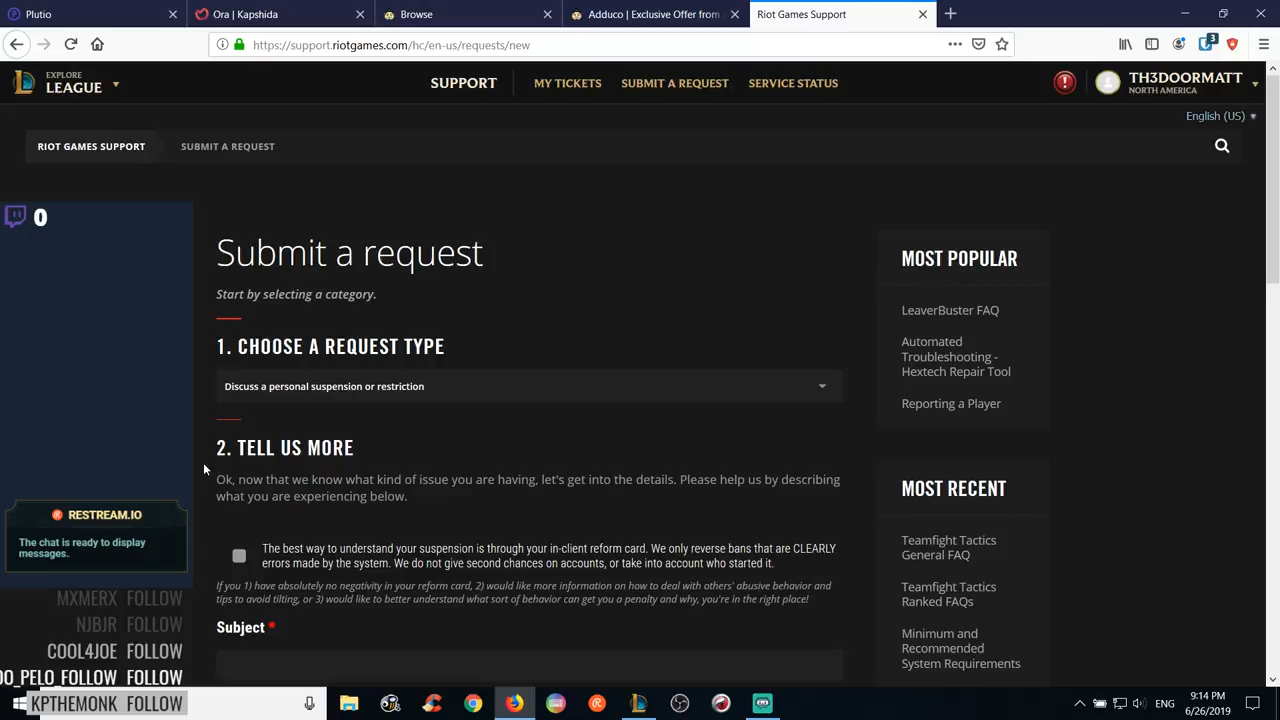 Plutio
Ora | Kapshida
Browse
Adduco | Exclusive Offer from
Riot Games Support
https://support.riotgames.com/hc/en-us/requests/new
3
EXPLORE
LEAGUE
SUPPORT
MY TICKETS
SUBMIT A REQUEST
SERVICE STATUS
TH3DOORMATT
NORTH AMERICA
English (US)
RIOT GAMES SUPPORT
SUBMIT A REQUEST
0
Submit a request
Start by selecting a category.
1. CHOOSE A REQUEST TYPE
Discuss a personal suspension or restriction
2. TELL US MORE
Ok, now that we know what kind of issue you are having, let's get into the details. Please help us by describing
what you are experiencing below.
The best way to understand your suspension is through your in-client reform card. We only reverse bans that are CLEARLY
errors made by the system. We do not give second chances on accounts, or take into account who started it.
If you 1) have absolutely no negativity in your reform card, 2) would like more information on how to deal with others' abusive behavior and
tips to avoid tilting, or 3) would like to better understand what sort of behavior can get you a penalty and why, you're in the right place!
Subject *
MOST POPULAR
LeaverBuster FAQ
Automated
Troubleshooting -
Hextech Repair Tool
Reporting a Player
MOST RECENT
Teamfight Tactics
General FAQ
Teamfight Tactics
Ranked FAQs
Minimum and
Recommended
System Requirements
RESTREAM.IO
The chat is ready to display
messages.
MXMERX FOLLOW
NJBJR FOLLOW
COOL4JOE FOLLOW
OO_PELO_FOLLOW FOLLOW
KPTHEMONK FOLLOW
ENG
9:14 PM
6/26/2019